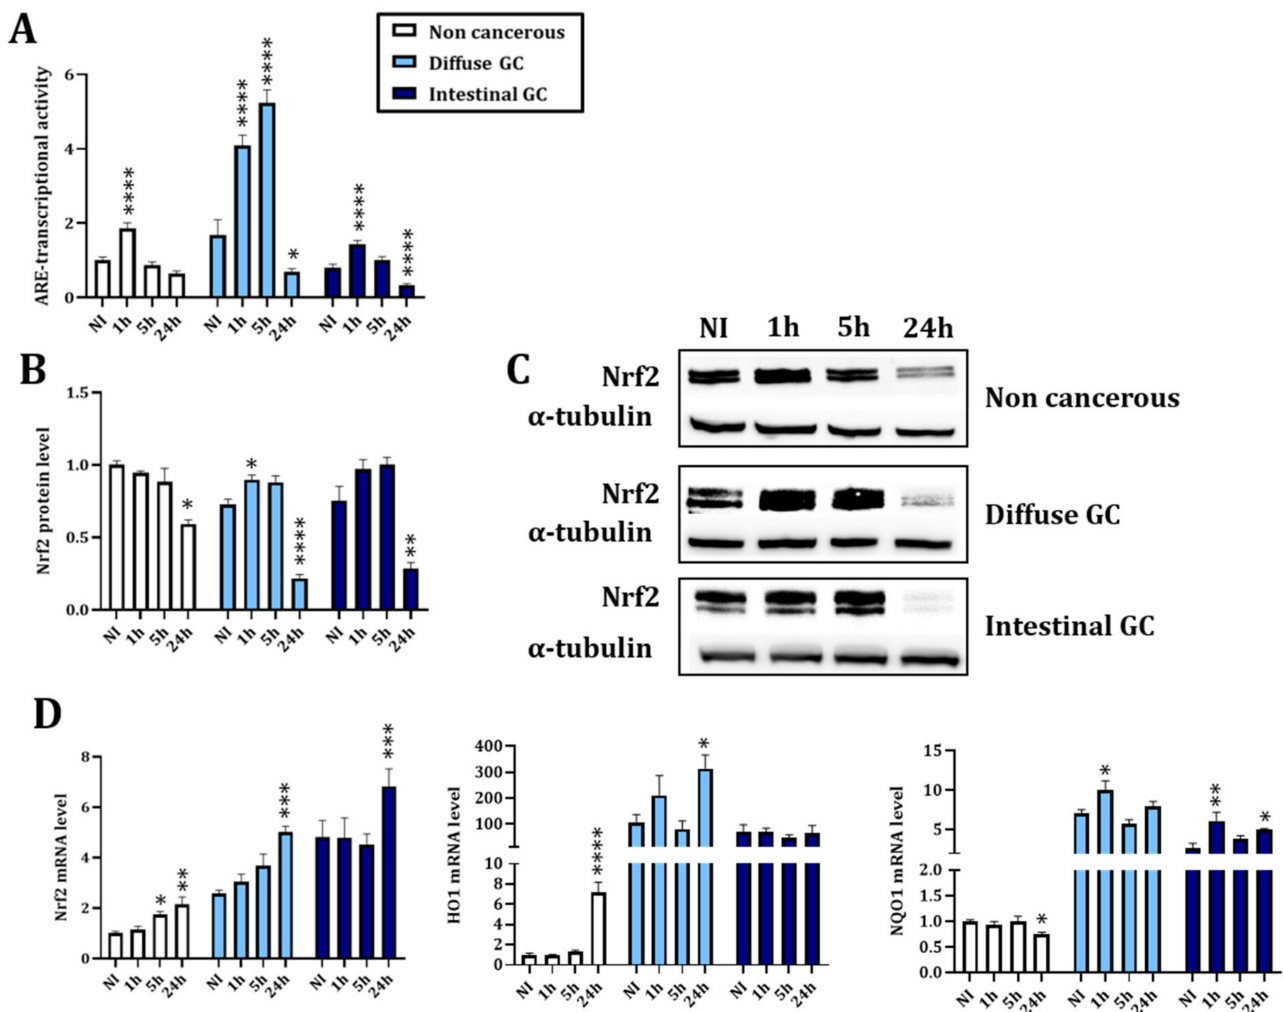 A
Non cancerous
Diffuse GC
Intestinal GC
ARE-transcriptional activity
6
4
2
0
****
****
****
*
****
****
NI 1h 5h 24h NI 1h 5h 24h NI 1h 5h 24h
B
Nrf2 protein level
1.5
1.0
0.5
0.0
*
*
****
**
NI 1h 5h 24h NI 1h 5h 24h NI 1h 5h 24h
C
NI 1h 5h 24h
Nrf2
α-tubulin
Non cancerous
Nrf2
α-tubulin
Diffuse GC
Nrf2
α-tubulin
Intestinal GC
D
Nrf2 mRNA level
8
6
4
2
0
*
**
***
***
NI 1h 5h 24h NI 1h 5h 24h NI 1h 5h 24h
HO1 mRNA level
400
300
200
100
10
8
6
4
2
0
****
*
NI 1h 5h 24h NI 1h 5h 24h NI 1h 5h 24h
NQO1 mRNA level
15
10
5
2.0
1.5
1.0
0.5
0.0
*
*
**
*
NI 1h 5h 24h NI 1h 5h 24h NI 1h 5h 24h